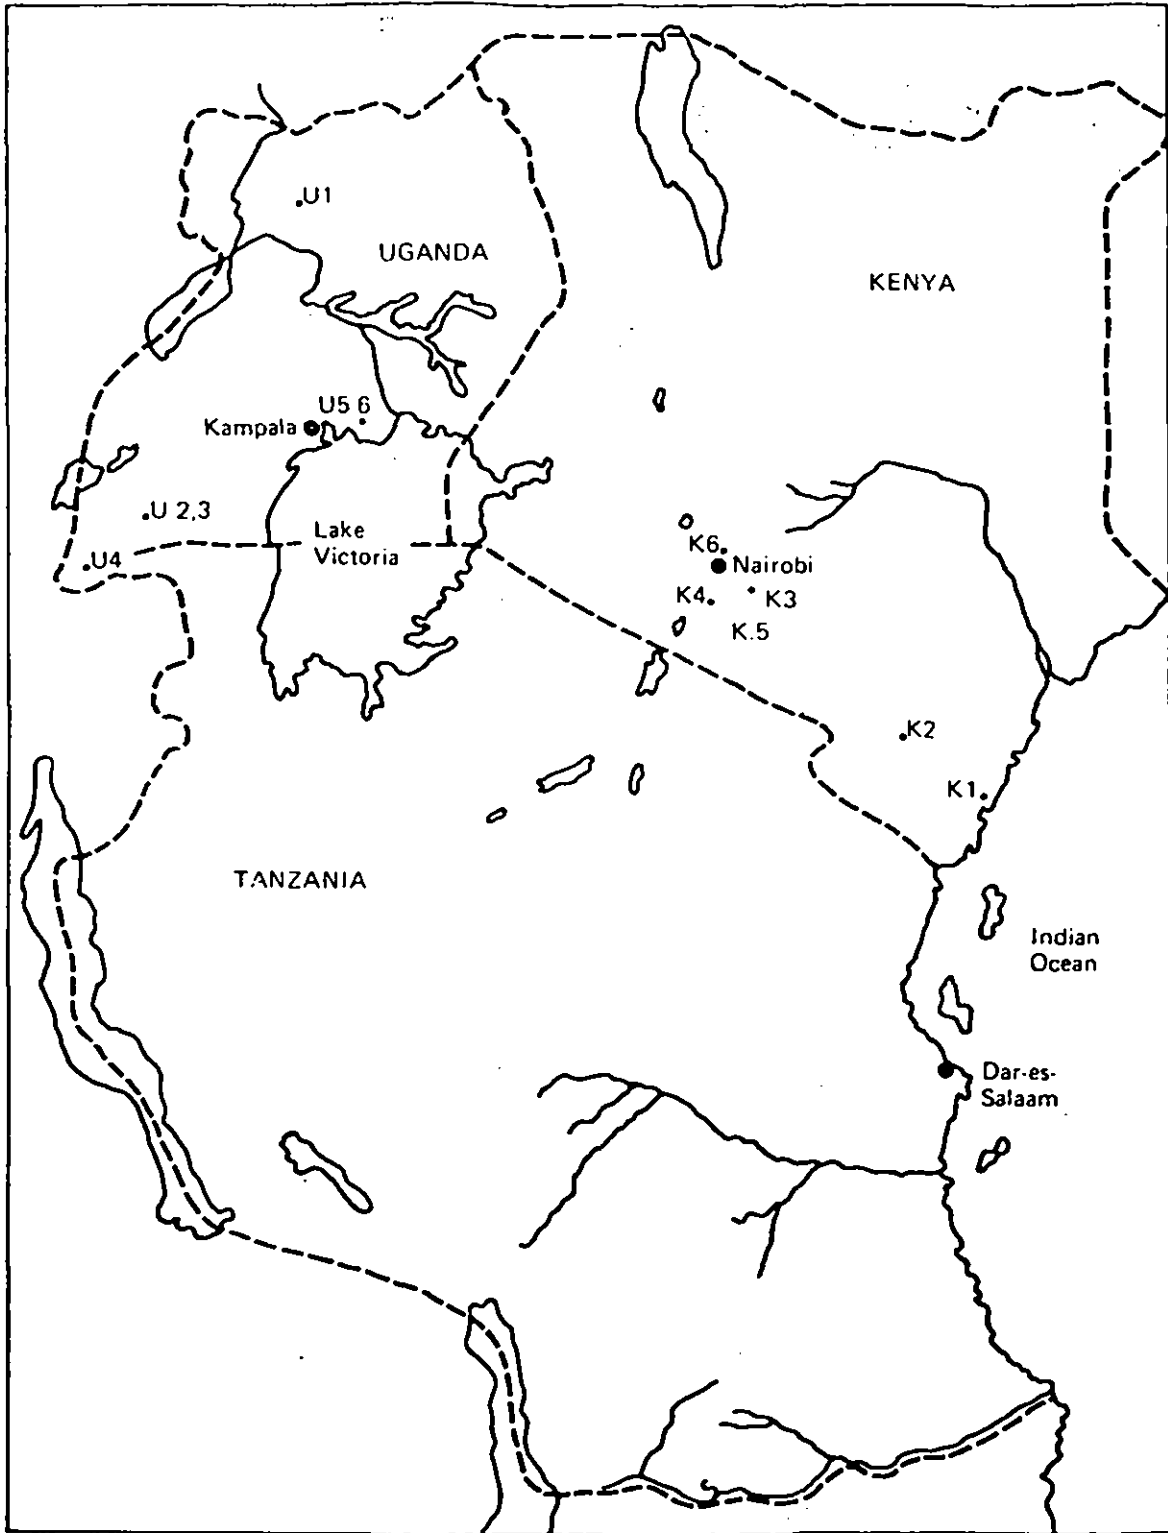 U1
UGANDA
KENYA
U5 6
Kampala
U 2,3
Lake
Victoria
U4
K6
Nairobi
K4
K3
K.5
K2
K1
TANZANIA
Indian
Ocean
Dar-es-
Salaam